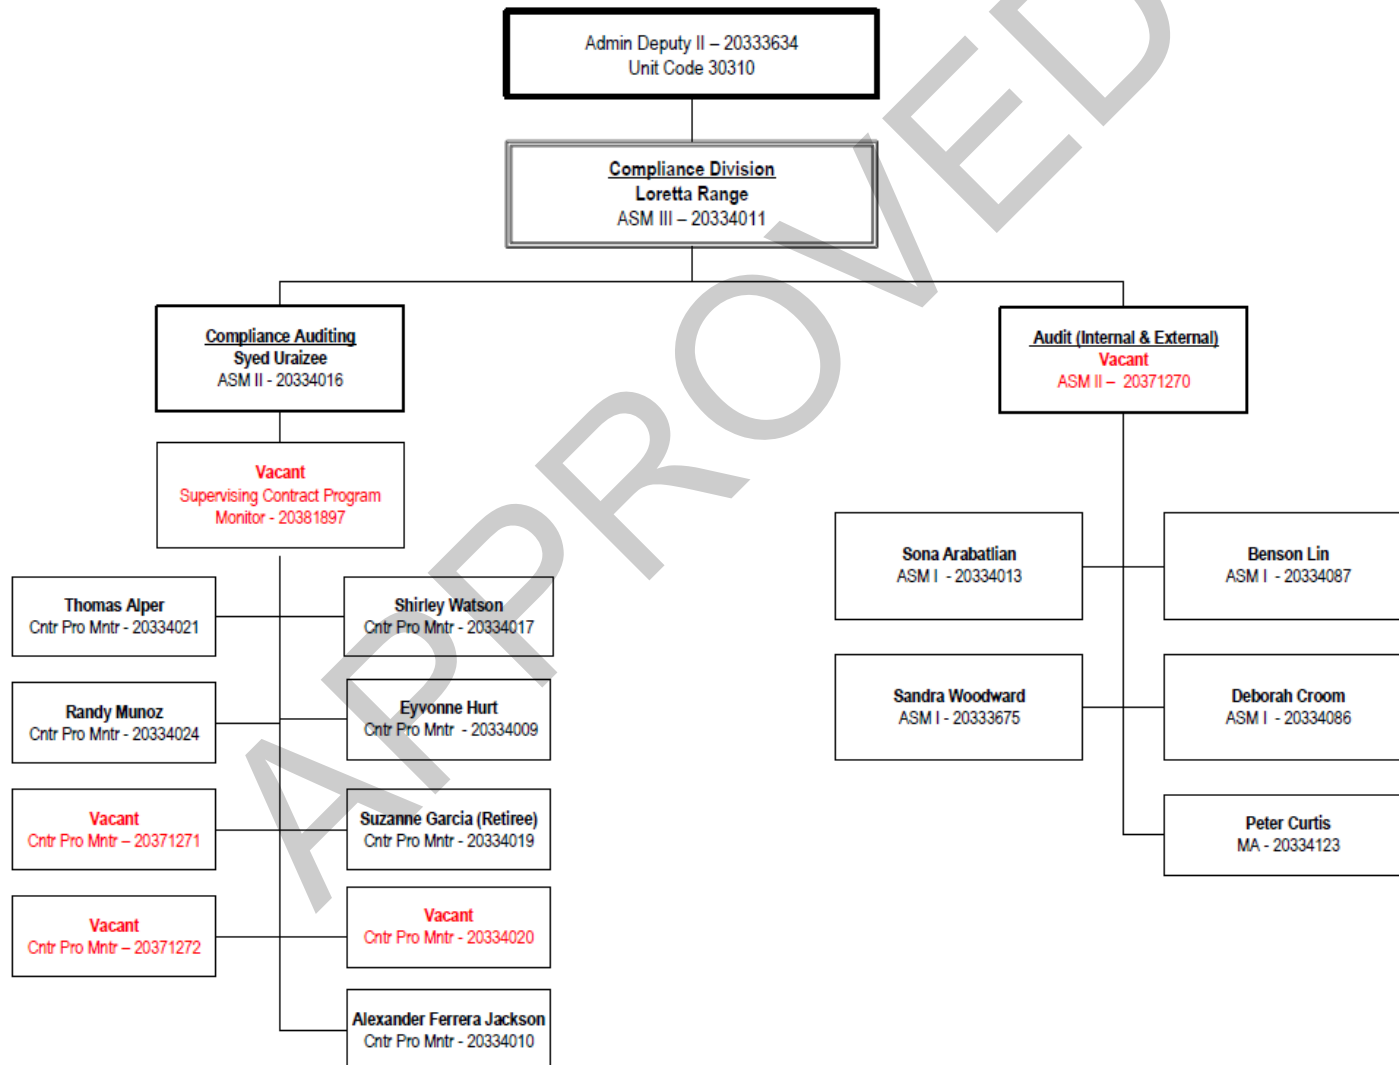 Admin Deputy II – 20333634
Unit Code 30310
Compliance Division
Loretta Range
ASM III – 20334011
Compliance Auditing
Syed Uraizee
ASM II - 20334016
Audit (Internal & External)
Vacant
ASM II – 20371270
Vacant
Supervising Contract Program
Monitor - 20381897
Thomas Alper
Cntr Pro Mntr - 20334021
Shirley Watson
Cntr Pro Mntr - 20334017
Randy Munoz
Cntr Pro Mntr - 20334024
Eyvonne Hurt
Cntr Pro Mntr - 20334009
Vacant
Cntr Pro Mntr – 20371271
Suzanne Garcia (Retiree)
Cntr Pro Mntr - 20334019
Vacant
Cntr Pro Mntr – 20371272
Vacant
Cntr Pro Mntr - 20334020
Alexander Ferrera Jackson
Cntr Pro Mntr - 20334010
Sona Arabatlian
ASM I - 20334013
Benson Lin
ASM I - 20334087
Sandra Woodward
ASM I - 20333675
Deborah Croom
ASM I - 20334086
Peter Curtis
MA - 20334123
APPROVED